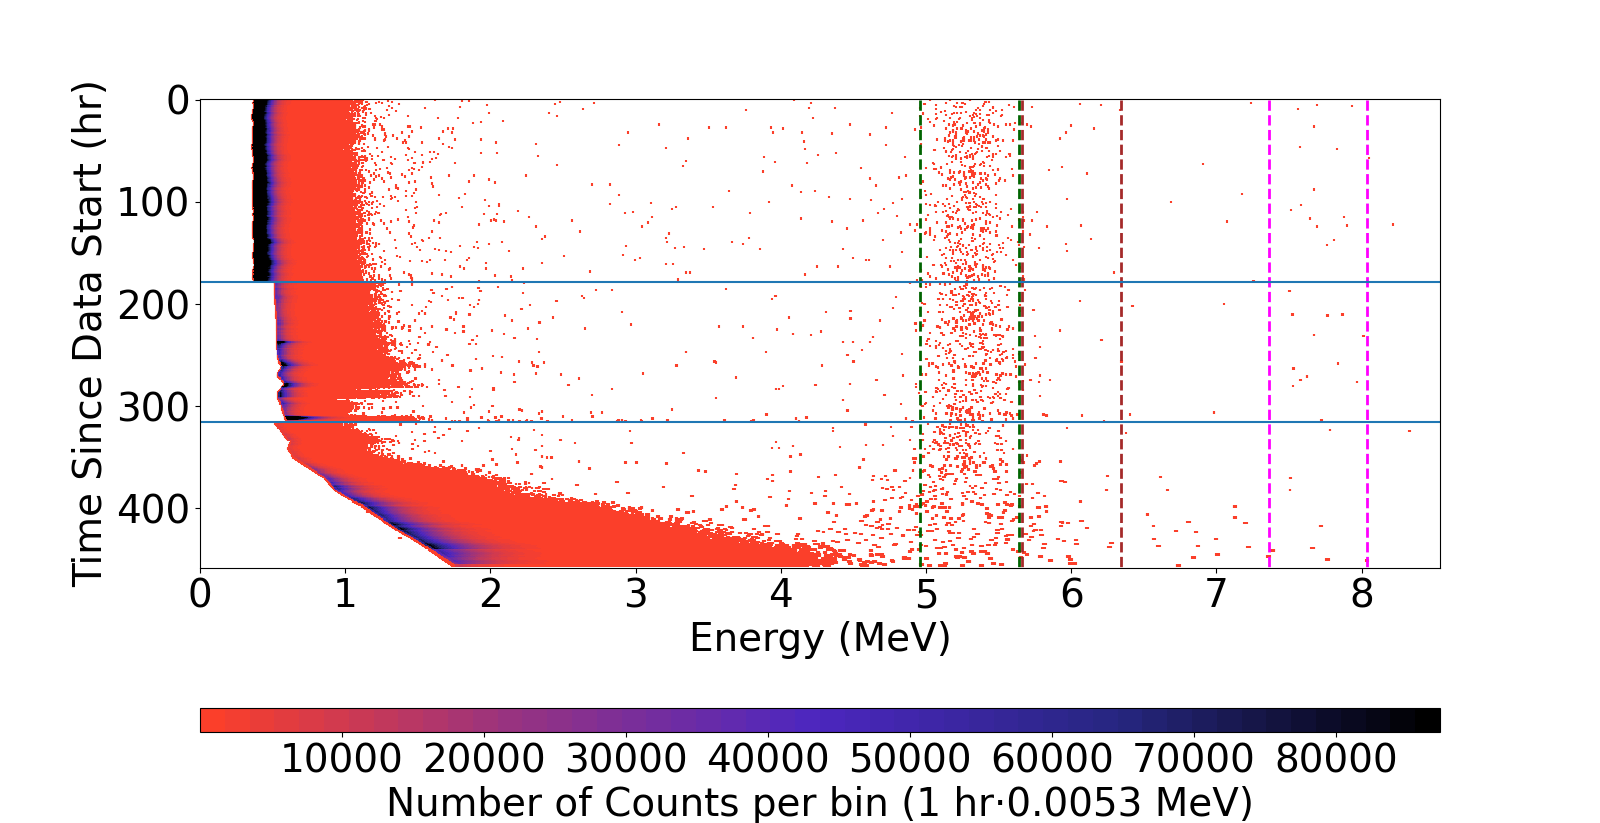 Time Since Data Start (hr)
0
100
200
300
400
0 1 2 3 4 5 6 7 8
Energy (MeV)
10000 20000 30000 40000 50000 60000 70000 80000
Number of Counts per bin (1 hr·0.0053 MeV)